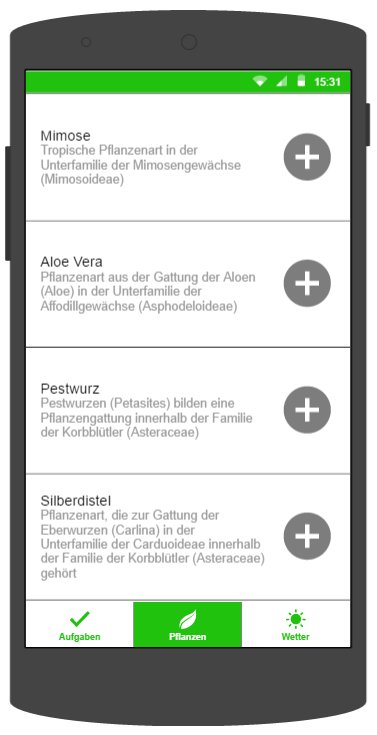 15:31
Mimose
Tropische Pflanzenart in der
Unterfamilie der Mimosengewächse
(Mimosoideae)
Aloe Vera
Pflanzenart aus der Gattung der Aloen
(Aloe) in der Unterfamilie der
Affodillgewächse (Asphodeloideae)
Pestwurz
Pestwurzen (Petasites) bilden eine
Pflanzengattung innerhalb der Familie
der Korbblütler (Asteraceae)
Silberdistel
Pflanzenart, die zur Gattung der
Eberwurzen (Carlina) in der
Unterfamilie der Carduoideae innerhalb
der Familie der Korbblütler (Asteraceae)
gehört
Aufgaben
Pflanzen
Wetter